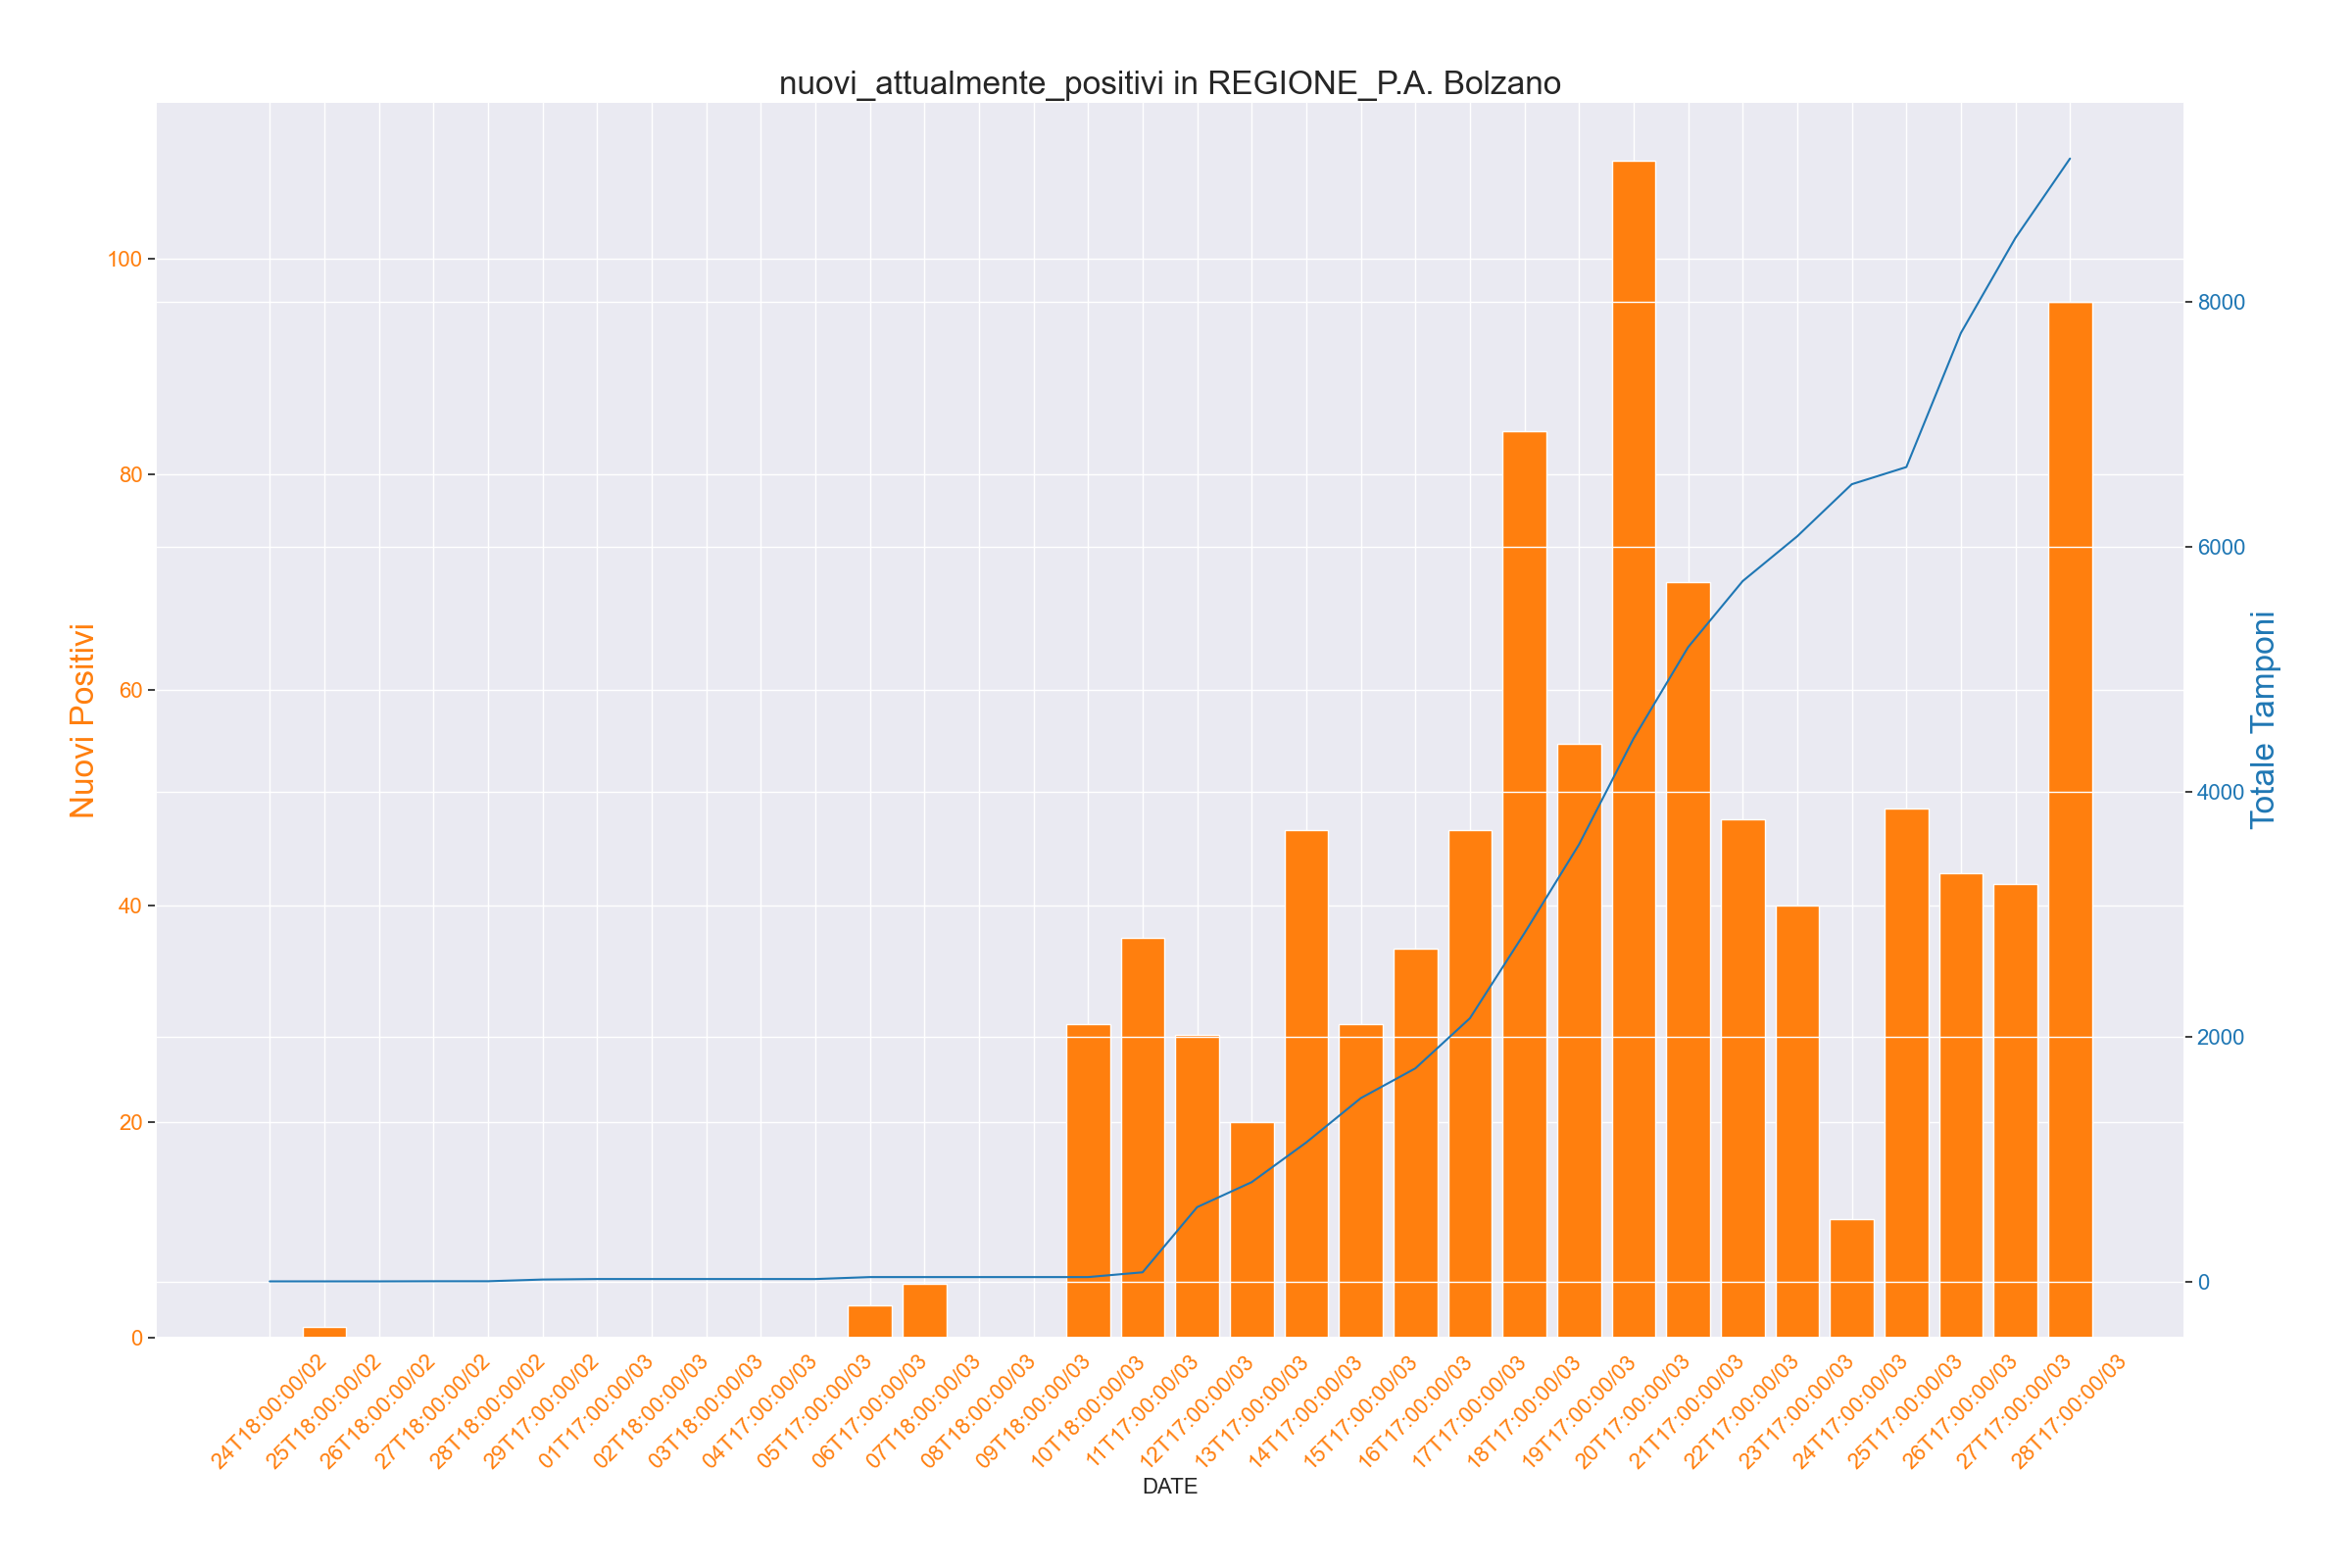 nuovi_attualmente_positivi in REGIONE_P.A. Bolzano
Nuovi Positivi
100
80
60
40
20
0
Totale Tamponi
8000
6000
4000
2000
0
24T18:00:00/02
25T18:00:00/02
26T18:00:00/02
27T18:00:00/02
28T18:00:00/02
29T17:00:00/02
01T17:00:00/03
02T18:00:00/03
03T18:00:00/03
04T17:00:00/03
05T17:00:00/03
06T17:00:00/03
07T18:00:00/03
08T18:00:00/03
09T18:00:00/03
10T18:00:00/03
11T17:00:00/03
12T17:00:00/03
13T17:00:00/03
14T17:00:00/03
15T17:00:00/03
16T17:00:00/03
17T17:00:00/03
18T17:00:00/03
19T17:00:00/03
20T17:00:00/03
21T17:00:00/03
22T17:00:00/03
23T17:00:00/03
24T17:00:00/03
25T17:00:00/03
26T17:00:00/03
27T17:00:00/03
28T17:00:00/03
DATE